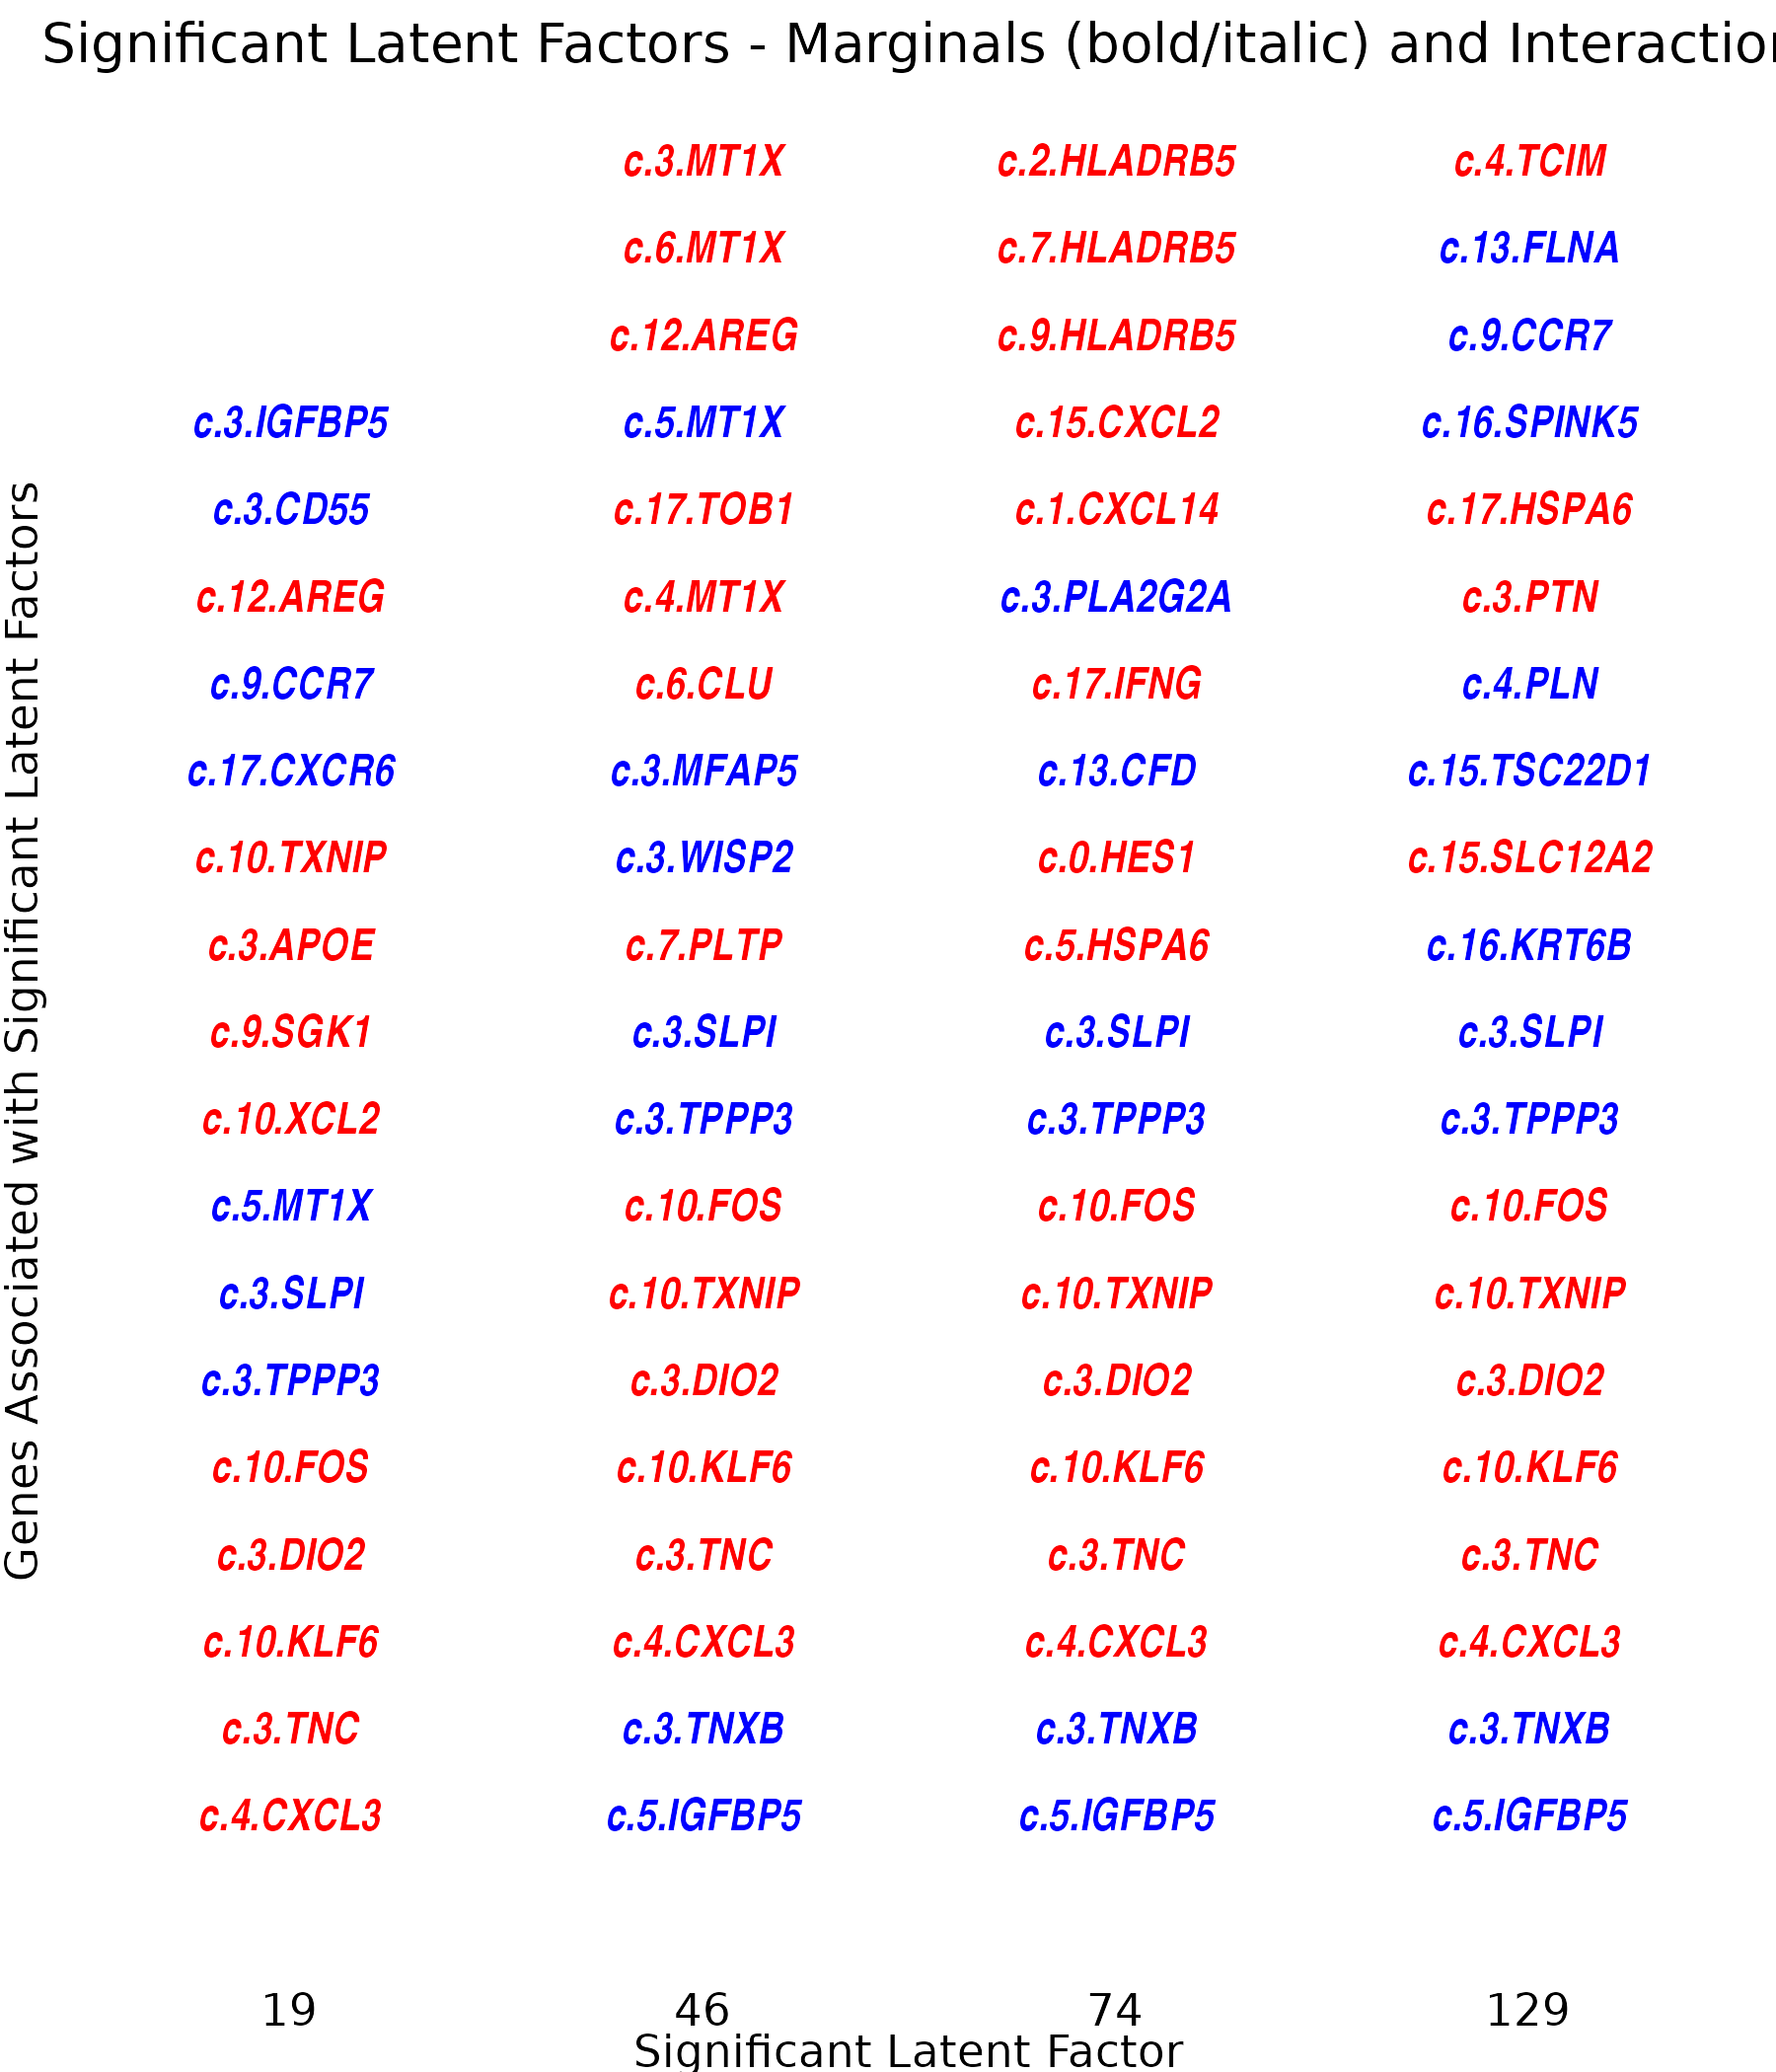 Significant Latent Factors - Marginals (bold/italic) and Interaction
c.3.MT1X c.2.HLADRB5 c.4.TCIM
c.6.MT1X c.7.HLADRB5 c.13.FLNA
c.12.AREG c.9.HLADRB5 c.9.CCR7
c.3.IGFBP5 c.5.MT1X c.15.CXCL2 c.16.SPINK5
c.3.CD55 c.17.TOB1 c.1.CXCL14 c.17.HSPA6
c.12.AREG c.4.MT1X c.3.PLA2G2A c.3.PTN
c.9.CCR7 c.6.CLU c.17.IFNG c.4.PLN
c.17.CXCR6 c.3.MFAP5 c.13.CFD c.15.TSC22D1
c.10.TXNIP c.3.WISP2 c.0.HES1 c.15.SLC12A2
c.3.APOE c.7.PLTP c.5.HSPA6 c.16.KRT6B
c.9.SGK1 c.3.SLPI c.3.SLPI c.3.SLPI
c.10.XCL2 c.3.TPPP3 c.3.TPPP3 c.3.TPPP3
c.5.MT1X c.10.FOS c.10.FOS c.10.FOS
c.3.SLPI c.10.TXNIP c.10.TXNIP c.10.TXNIP
c.3.TPPP3 c.3.DIO2 c.3.DIO2 c.3.DIO2
c.10.FOS c.10.KLF6 c.10.KLF6 c.10.KLF6
c.3.DIO2 c.3.TNC c.3.TNC c.3.TNC
c.10.KLF6 c.4.CXCL3 c.4.CXCL3 c.4.CXCL3
c.3.TNC c.3.TNXB c.3.TNXB c.3.TNXB
c.4.CXCL3 c.5.IGFBP5 c.5.IGFBP5 c.5.IGFBP5
19 46 74 129
Significant Latent Factor
Genes Associated with Significant Latent Factors